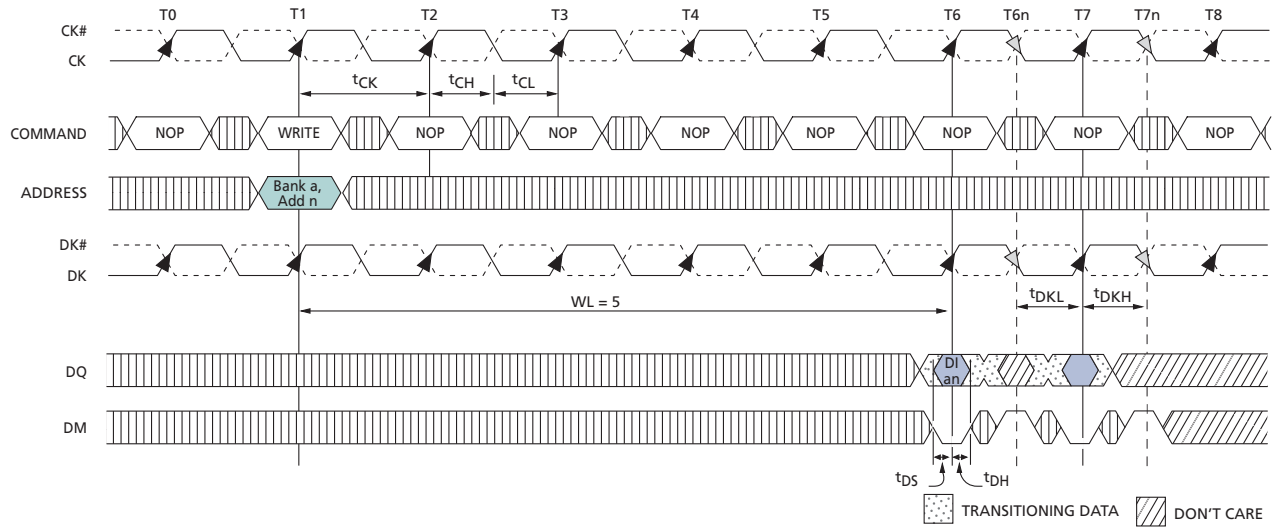 T0 T1 T2 T3 T4 T5 T6 T6n T7 T7n T8
CK#
CK
tCK tCH tCL
COMMAND NOP WRITE NOP NOP NOP NOP NOP NOP NOP
ADDRESS Bank a,
Add n
DK#
DK
WL = 5 tDKL tDKH
DQ DI
an
DM
tDS tDH
TRANSITIONING DATA DON'T CARE